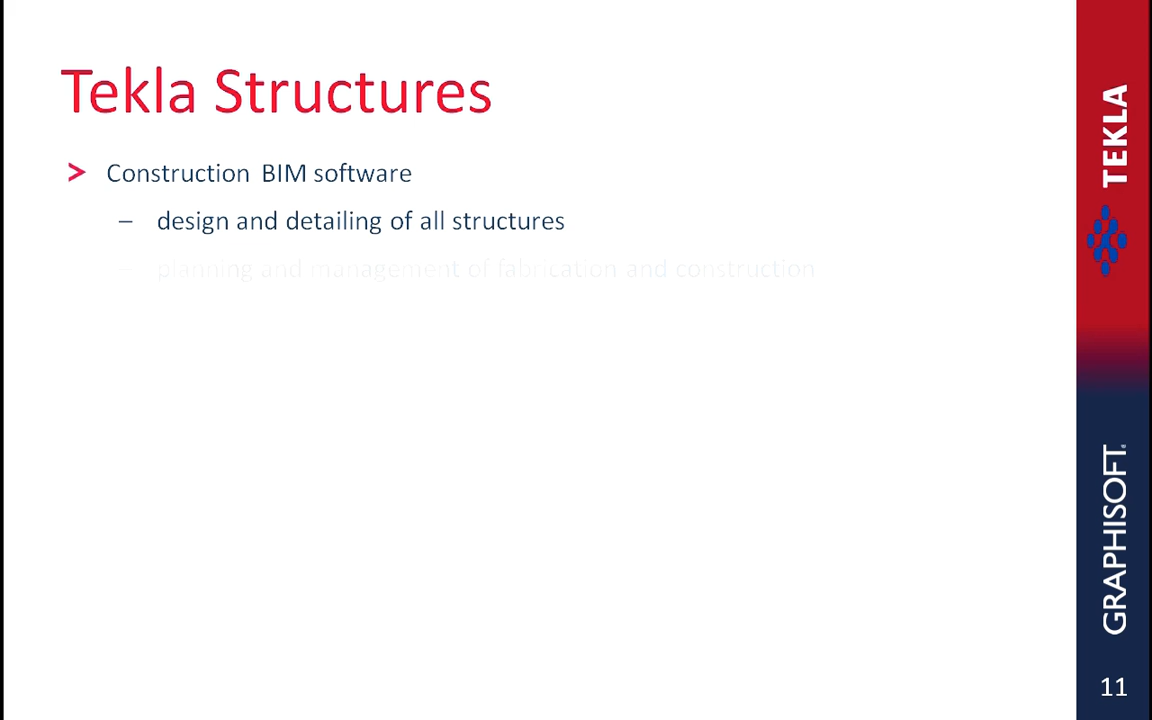 Tekla Structures
> Construction BIM software
– design and detailing of all structures
– planning and management of fabrication and construction
TEKLA
GRAPHISOFT®
11